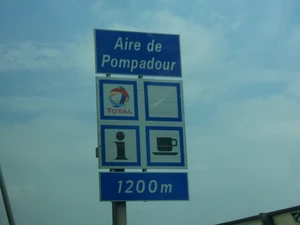 Aire de
Pompadour
TOTAL
i
1200m